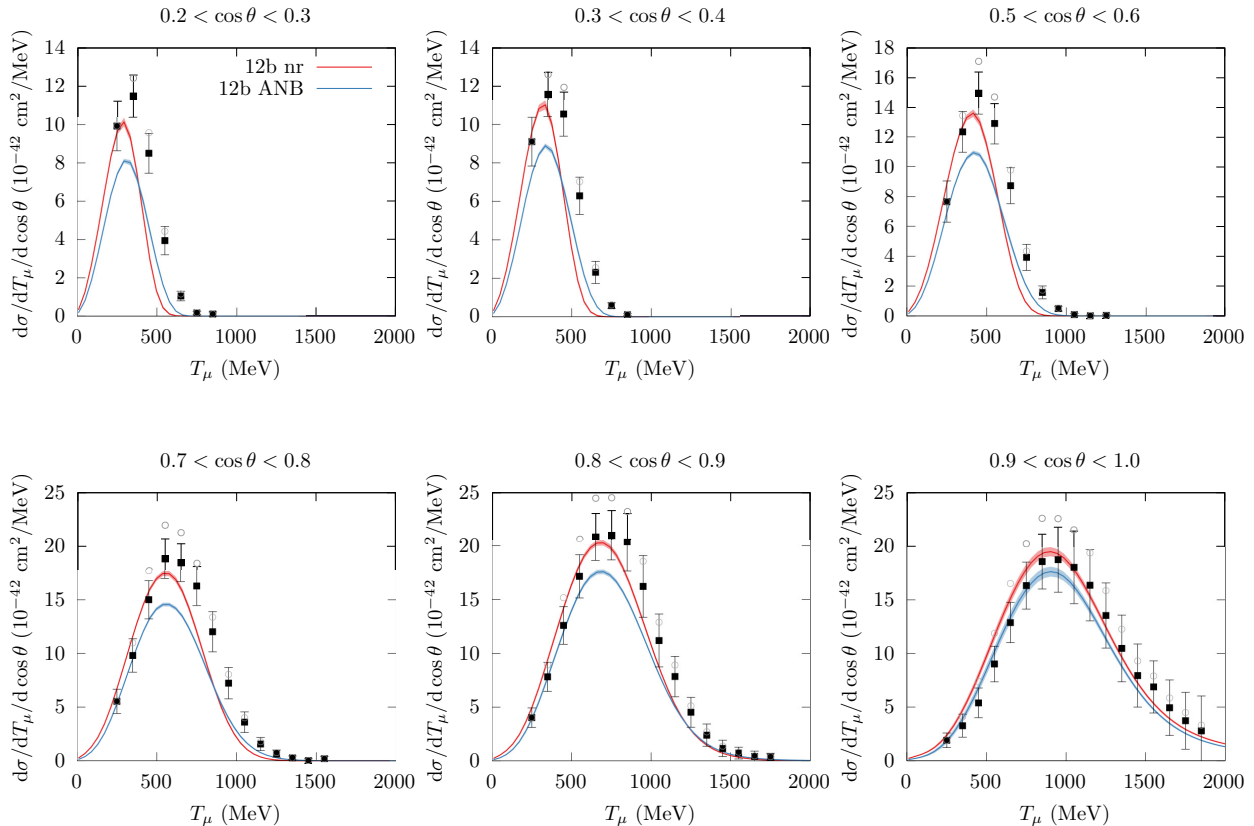 0.2 < cos θ < 0.3
dσ/dT_μ/d cos θ (10^−42 cm^2/MeV)
14
12
10
8
6
4
2
0
12b nr
12b ANB
0 500 1000 1500 2000
T_μ (MeV)
0.3 < cos θ < 0.4
dσ/dT_μ/d cos θ (10^−42 cm^2/MeV)
14
12
10
8
6
4
2
0
0 500 1000 1500 2000
T_μ (MeV)
0.5 < cos θ < 0.6
dσ/dT_μ/d cos θ (10^−42 cm^2/MeV)
18
16
14
12
10
8
6
4
2
0
0 500 1000 1500 2000
T_μ (MeV)
0.7 < cos θ < 0.8
dσ/dT_μ/d cos θ (10^−42 cm^2/MeV)
25
20
15
10
5
0
0 500 1000 1500 2000
T_μ (MeV)
0.8 < cos θ < 0.9
dσ/dT_μ/d cos θ (10^−42 cm^2/MeV)
25
20
15
10
5
0
0 500 1000 1500 2000
T_μ (MeV)
0.9 < cos θ < 1.0
dσ/dT_μ/d cos θ (10^−42 cm^2/MeV)
25
20
15
10
5
0
0 500 1000 1500 2000
T_μ (MeV)